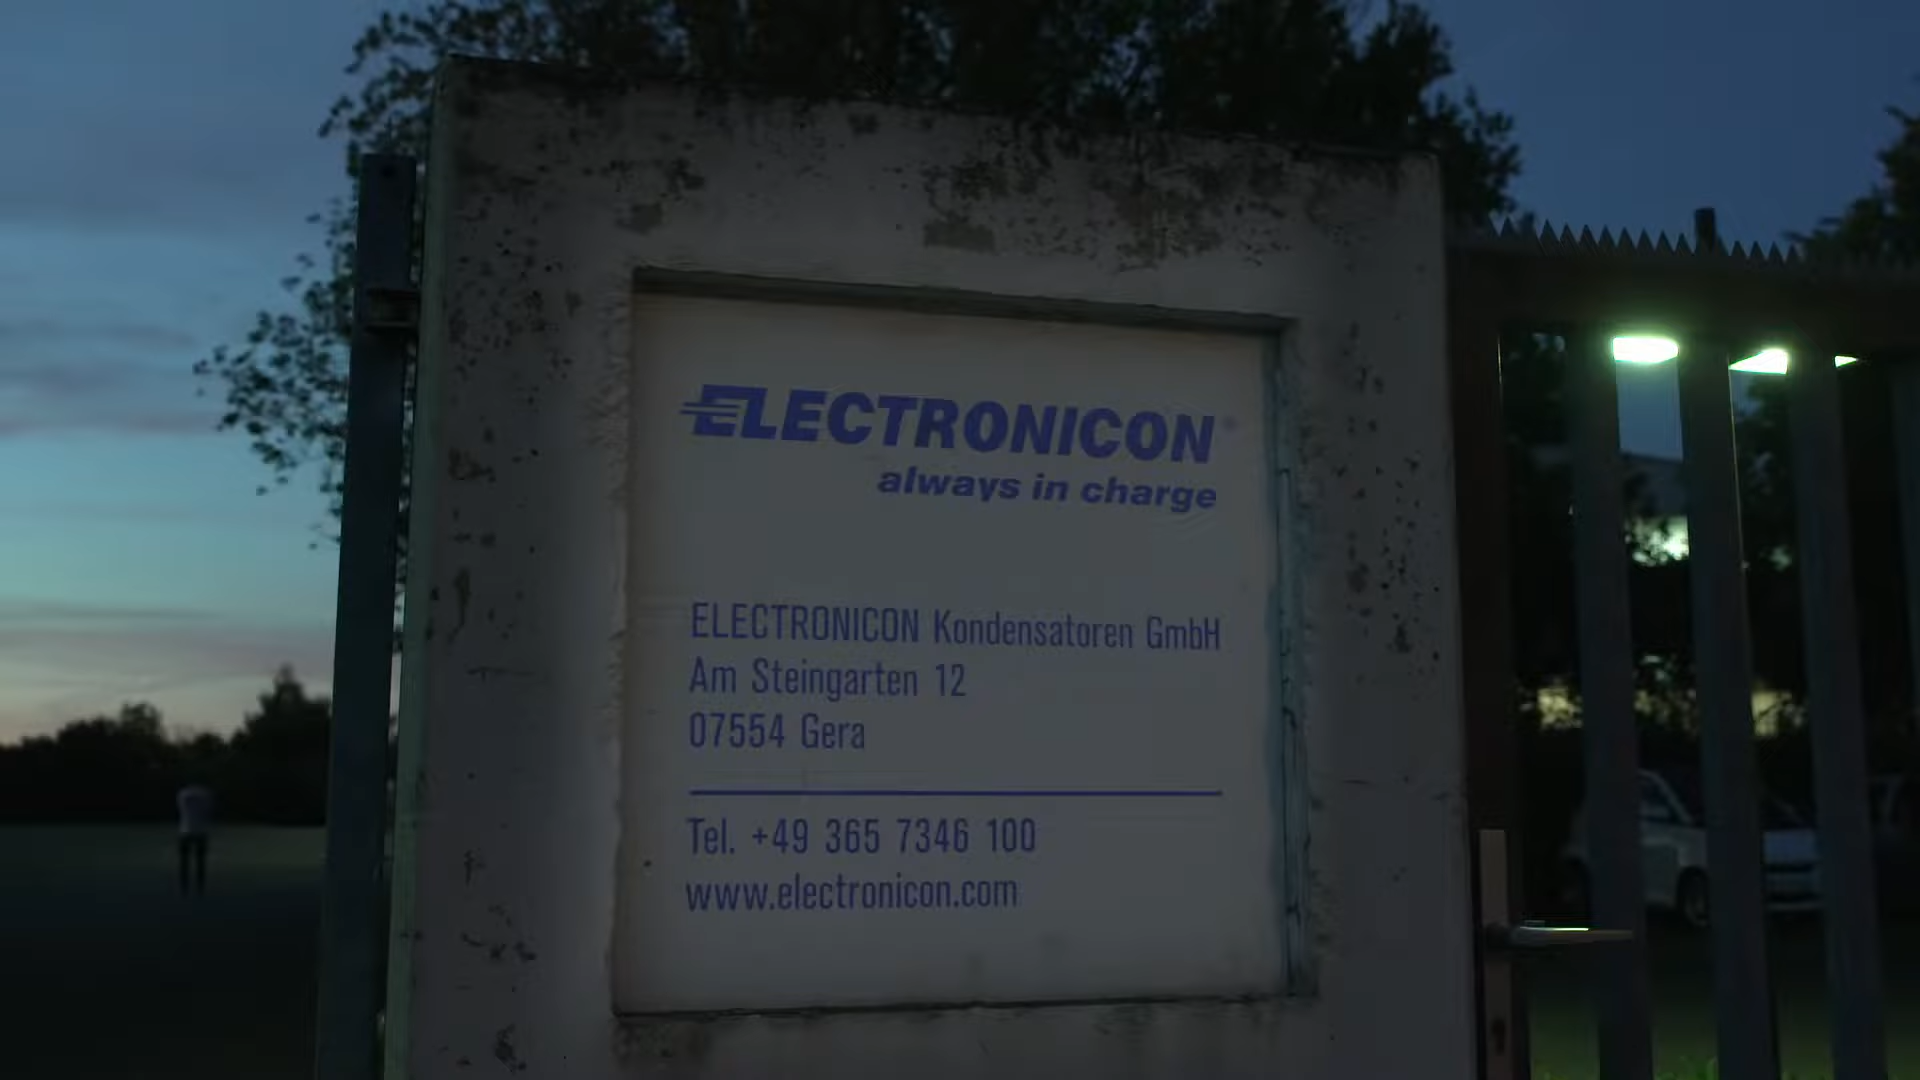 ELECTRONICON®
always in charge
ELECTRONICON Kondensatoren GmbH
Am Steingarten 12
07554 Gera
Tel. +49 365 7346 100
www.electronicon.com